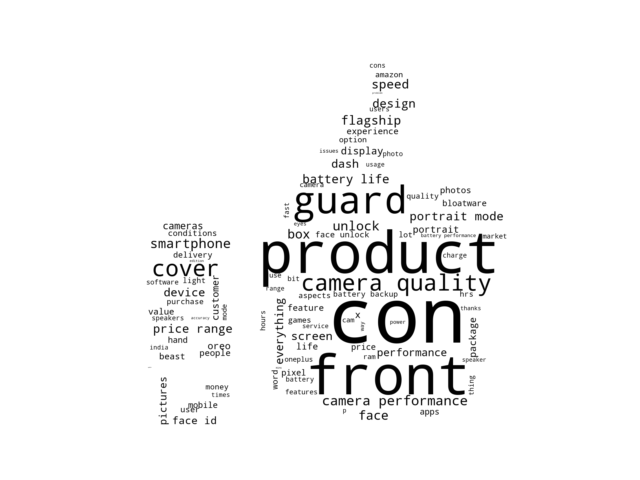 cons
amazon
speed
design
users
flagship
experience
option
issues display photo
dash usage
battery life
camera
guard quality photos
bloatware
fast
portrait mode
eyes
unlock portrait
box face unlock lot battery performance market
cameras
conditions
smartphone
delivery
edition
cover
product
charge
software light
use bit camera quality
device
range
customer
mode
purchase
aspects battery backup hrs
value
feature
con
thanks
speakers accuracy
games
cam x
way
power
service
hours
everything
package
price range
screen
hand
life price
india
oreo
people
beast
oneplus ram performance
speaker
word
pixel
front
thing
battery
features
pictures
money
times
mobile
user
face id
camera performance
p
face
apps